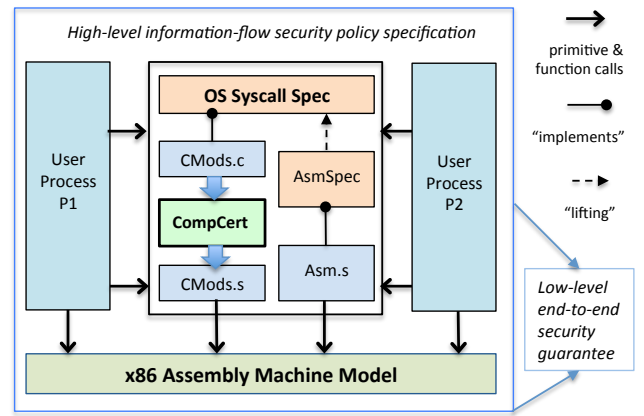 High-level information-flow security policy specification
OS Syscall Spec
CMods.c
AsmSpec
CompCert
CMods.s
Asm.s
User
Process
P1
User
Process
P2
x86 Assembly Machine Model
primitive &
function calls
“implements”
“lifting”
Low-level
end-to-end
security
guarantee